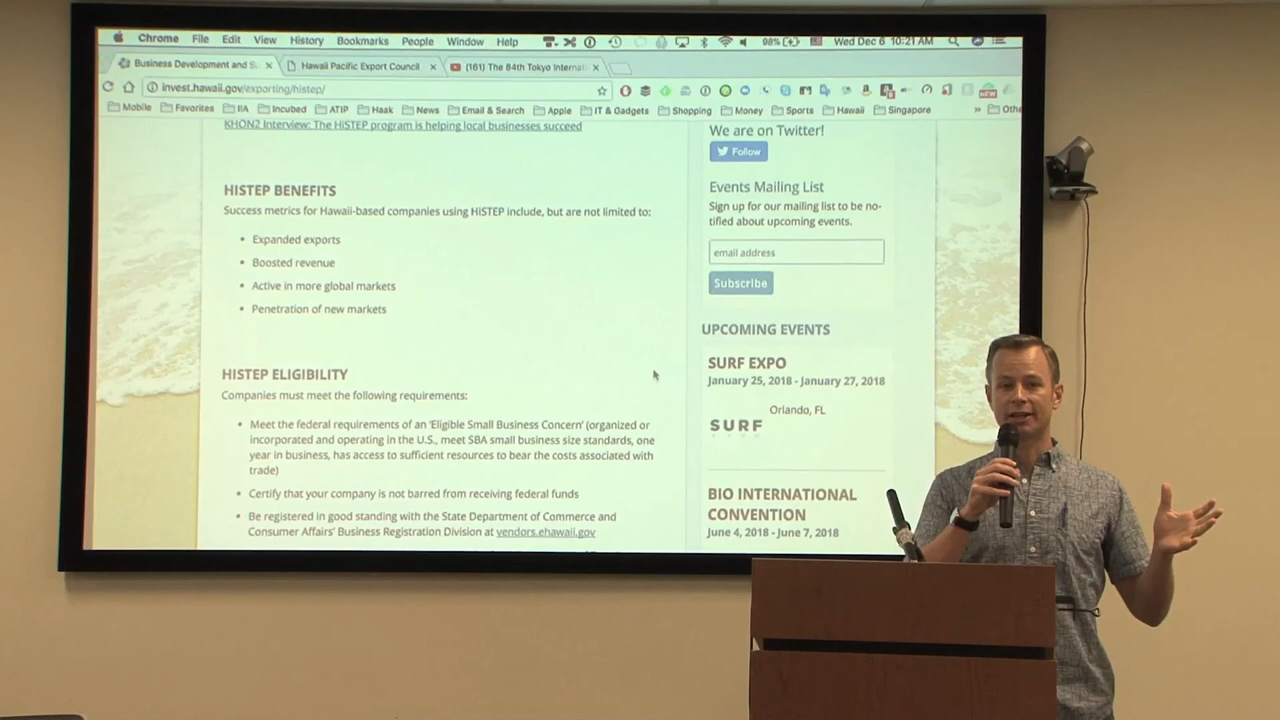 Chrome File Edit View History Bookmarks People Window Help 98% Wed Dec 6 10:21 AM
Business Development and Su Hawaii Pacific Export Council (161) The 84th Tokyo Internat
invest.hawaii.gov/exporting/histep/
Mobile Favorites IIA Incubed ATIP Haak News Email & Search Apple IT & Gadgets Shopping Money Sports Hawaii Singapore » Othe
KHON2 Interview: The HiSTEP program is helping local businesses succeed
HISTEP BENEFITS
Success metrics for Hawaii-based companies using HiSTEP include, but are not limited to:
• Expanded exports
• Boosted revenue
• Active in more global markets
• Penetration of new markets
HISTEP ELIGIBILITY
Companies must meet the following requirements:
• Meet the federal requirements of an 'Eligible Small Business Concern' (organized or
incorporated and operating in the U.S., meet SBA small business size standards, one
year in business, has access to sufficient resources to bear the costs associated with
trade)
• Certify that your company is not barred from receiving federal funds
• Be registered in good standing with the State Department of Commerce and
Consumer Affairs' Business Registration Division at vendors.ehawaii.gov
We are on Twitter!
Follow
Events Mailing List
Sign up for our mailing list to be no-
tified about upcoming events.
email address
Subscribe
UPCOMING EVENTS
SURF EXPO
January 25, 2018 - January 27, 2018
Orlando, FL
SURF
BIO INTERNATIONAL
CONVENTION
June 4, 2018 - June 7, 2018